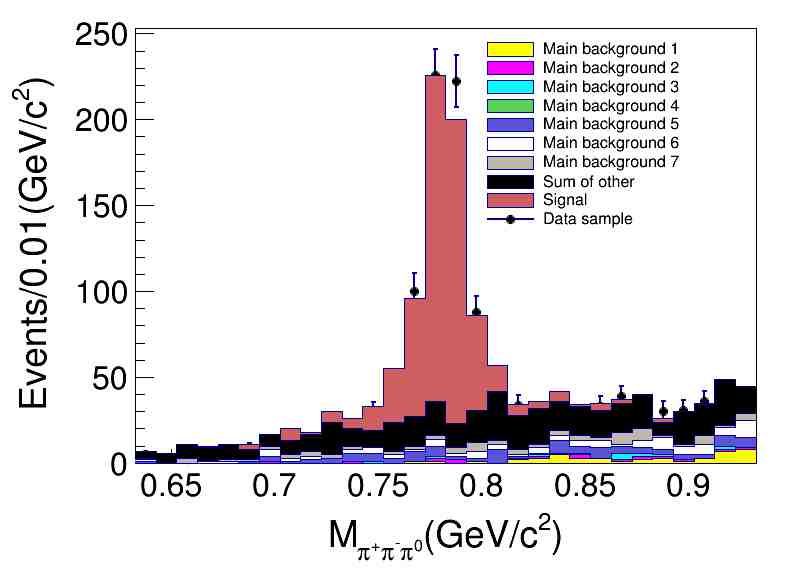 Events/0.01(GeV/c²)
250
200
150
100
50
0
Main background 1
Main background 2
Main background 3
Main background 4
Main background 5
Main background 6
Main background 7
Sum of other
Signal
Data sample
0.65 0.7 0.75 0.8 0.85 0.9
M_π⁺π⁻π⁰(GeV/c²)